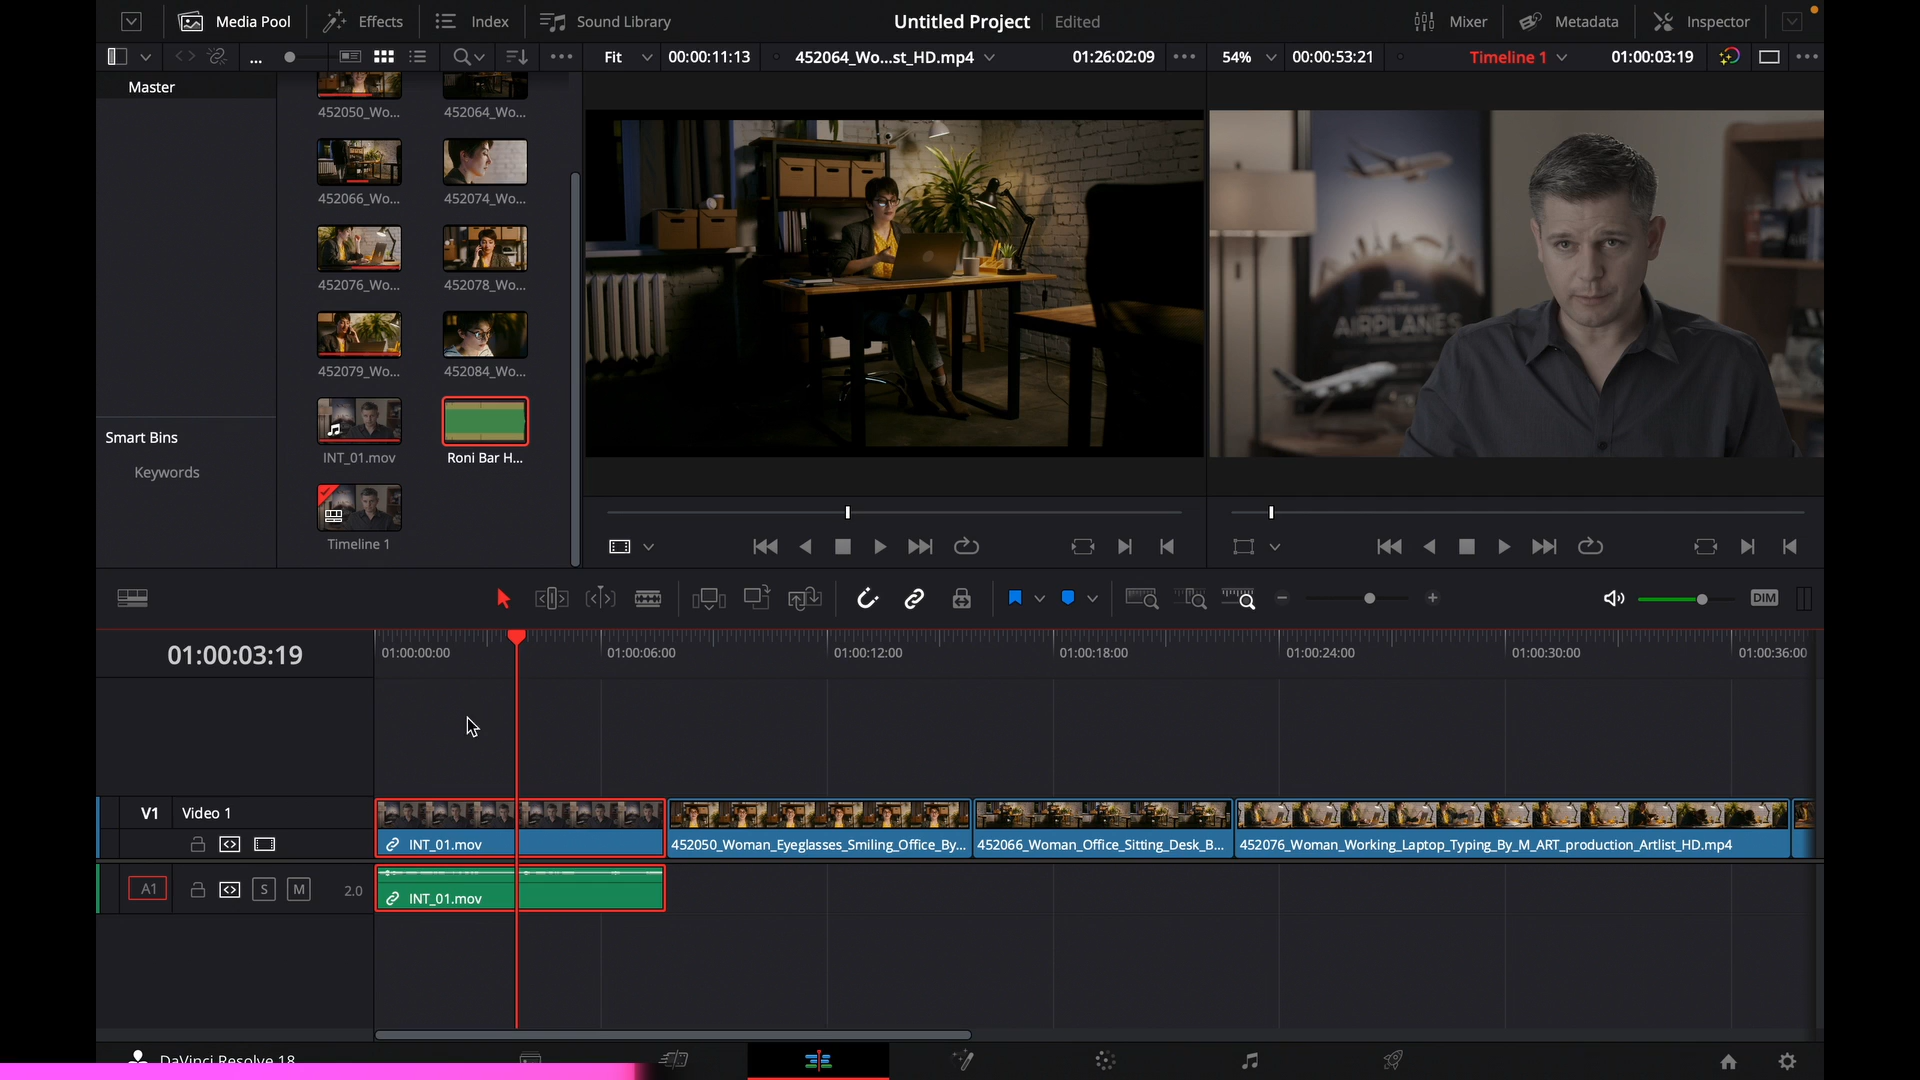 Media Pool
Effects
Index
Sound Library
Untitled Project
Edited
Mixer
Metadata
Inspector
...
Fit
00:00:11:13
452064_Wo...st_HD.mp4
01:26:02:09
54%
00:00:53:21
Timeline 1
01:00:03:19
Master
452050_Wo...
452064_Wo...
452066_Wo...
452074_Wo...
452076_Wo...
452078_Wo...
452079_Wo...
452084_Wo...
INT_01.mov
Roni Bar H...
Timeline 1
Smart Bins
Keywords
AIRPLANES
DIM
01:00:03:19
01:00:00:00
01:00:06:00
01:00:12:00
01:00:18:00
01:00:24:00
01:00:30:00
01:00:36:00
V1
Video 1
INT_01.mov
452050_Woman_Eyeglasses_Smiling_Office_By...
452066_Woman_Office_Sitting_Desk_B...
452076_Woman_Working_Laptop_Typing_By_M_ART_production_Artlist_HD.mp4
A1
S
M
2.0
INT_01.mov
DaVinci Resolve 18